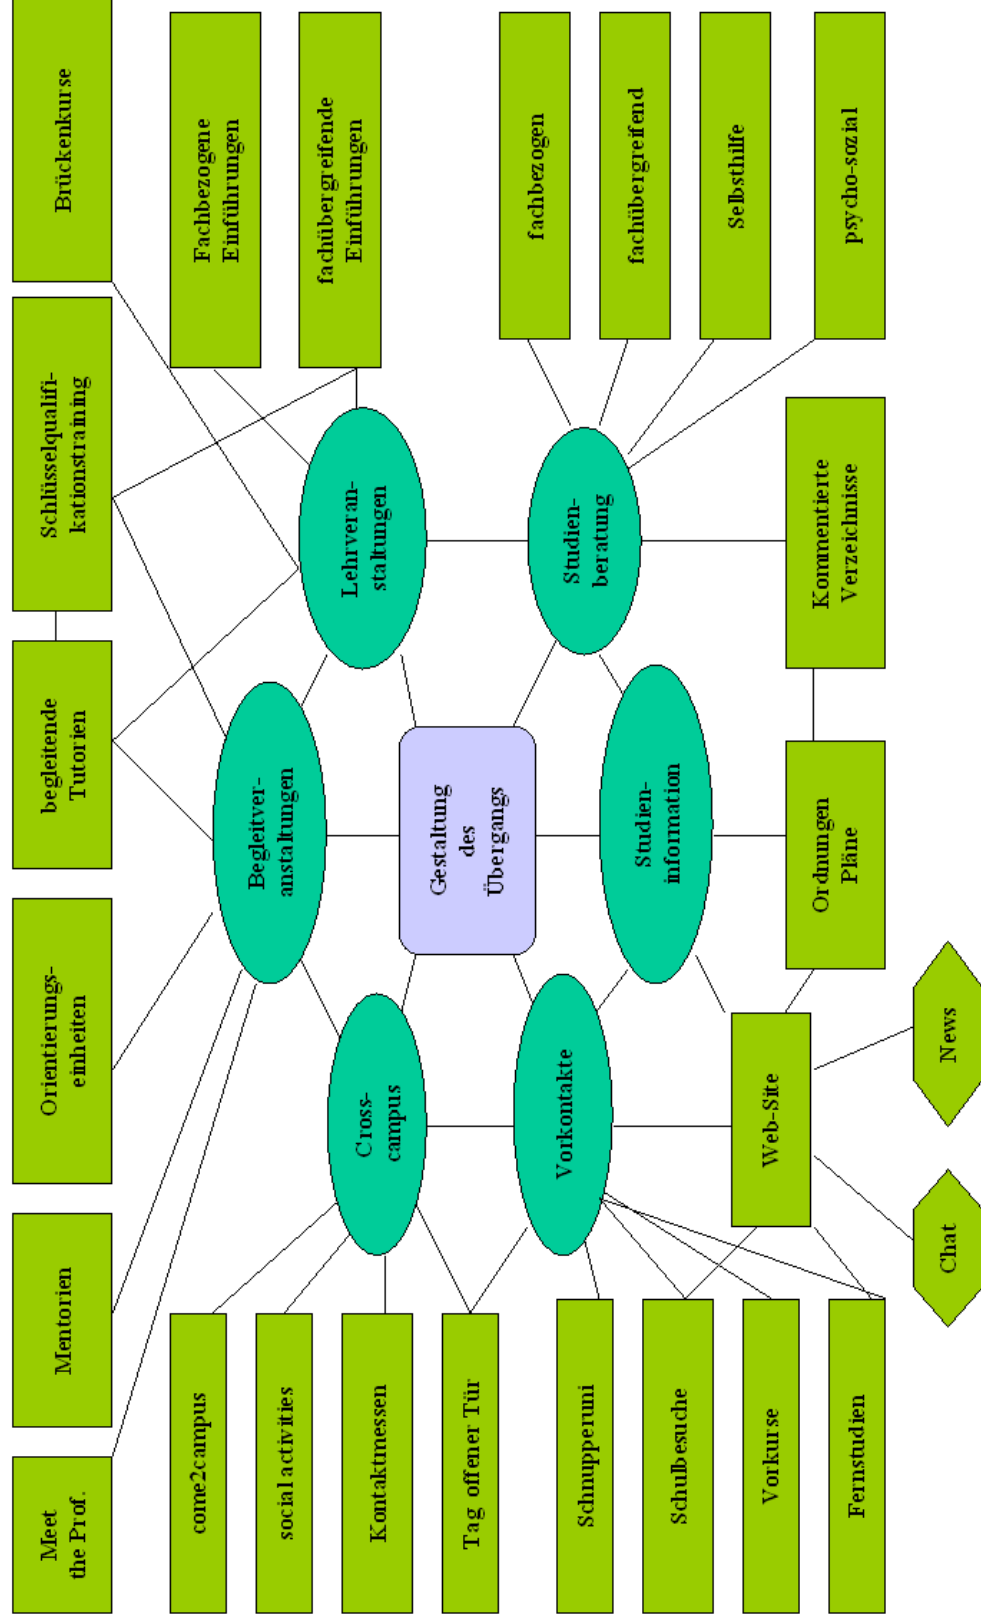 Meet
the Prof.
Mentorien
Orientierungs-
einheiten
begleitende
Tutorien
Schlüsselqualifi-
kationstraining
Brückenkurse
come2campus
social activities
Kontaktmessen
Tag offener Tür
Schnupperuni
Schulbesuche
Vorkurse
Fernstudien
Begleitver-
anstaltungen
Cross-
campus
Vorkontakte
Gestaltung
des
Übergangs
Lehrveran-
staltungen
Studien-
beratung
Studien-
information
Fachbezogene
Einführungen
fachübergreifende
Einführungen
fachbezogen
fachübergreifend
Selbsthilfe
psycho-sozial
Web-Site
Ordnungen
Pläne
Kommentierte
Verzeichnisse
Chat
News